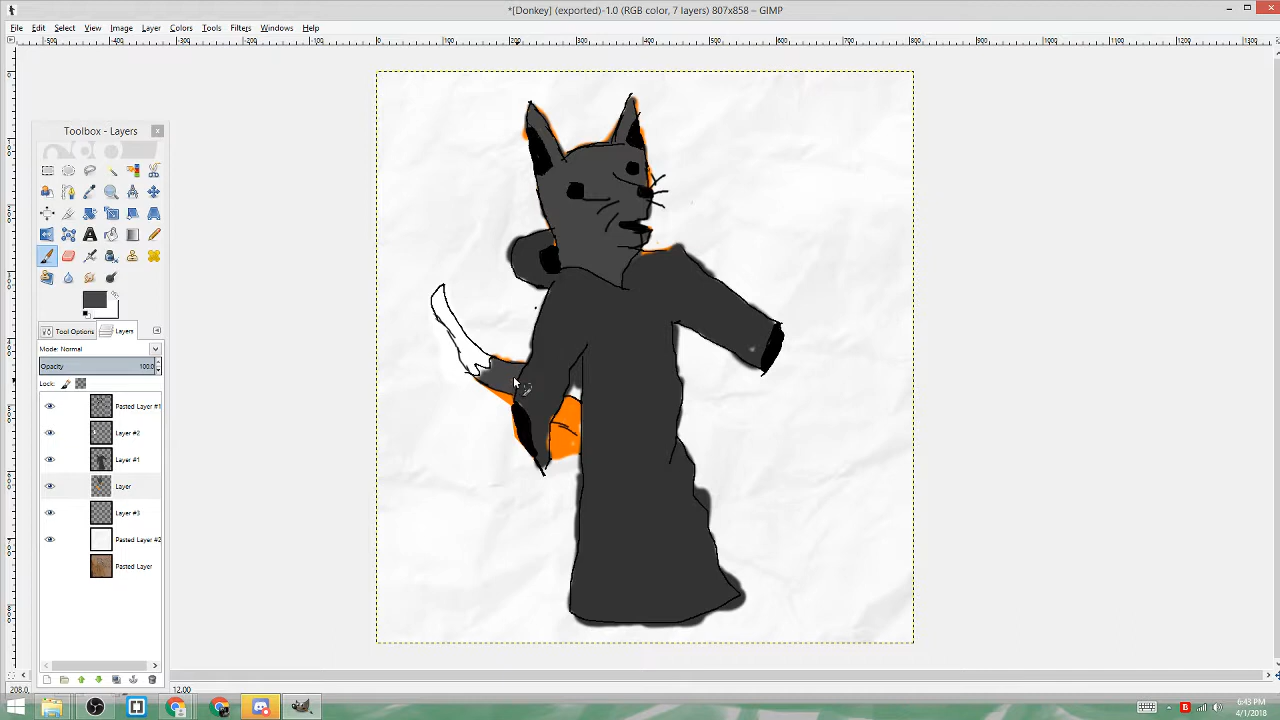 *[Donkey] (exported)-1.0 (RGB color, 7 layers) 807x858 – GIMP
File Edit Select View Image Layer Colors Tools Filters Windows Help
Toolbox - Layers
Tool Options Layers
Mode: Normal
Opacity 100.0
Lock:
Pasted Layer #1
Layer #2
Layer #1
Layer
Layer #3
Pasted Layer #2
Pasted Layer
208.0 12.00
6:43 PM
4/1/2018